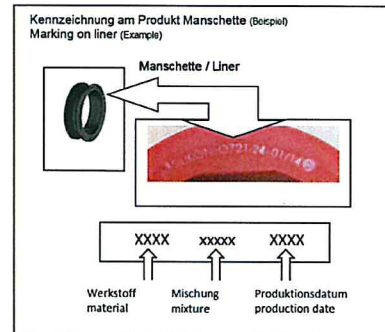 Kennzeichnung am Produkt Manschette (Beispiel)
Marking on liner (Example)
Manschette / Liner
XXXX xxxxx XXXX
Werkstoff Mischung Produktionsdatum
material mixture production date